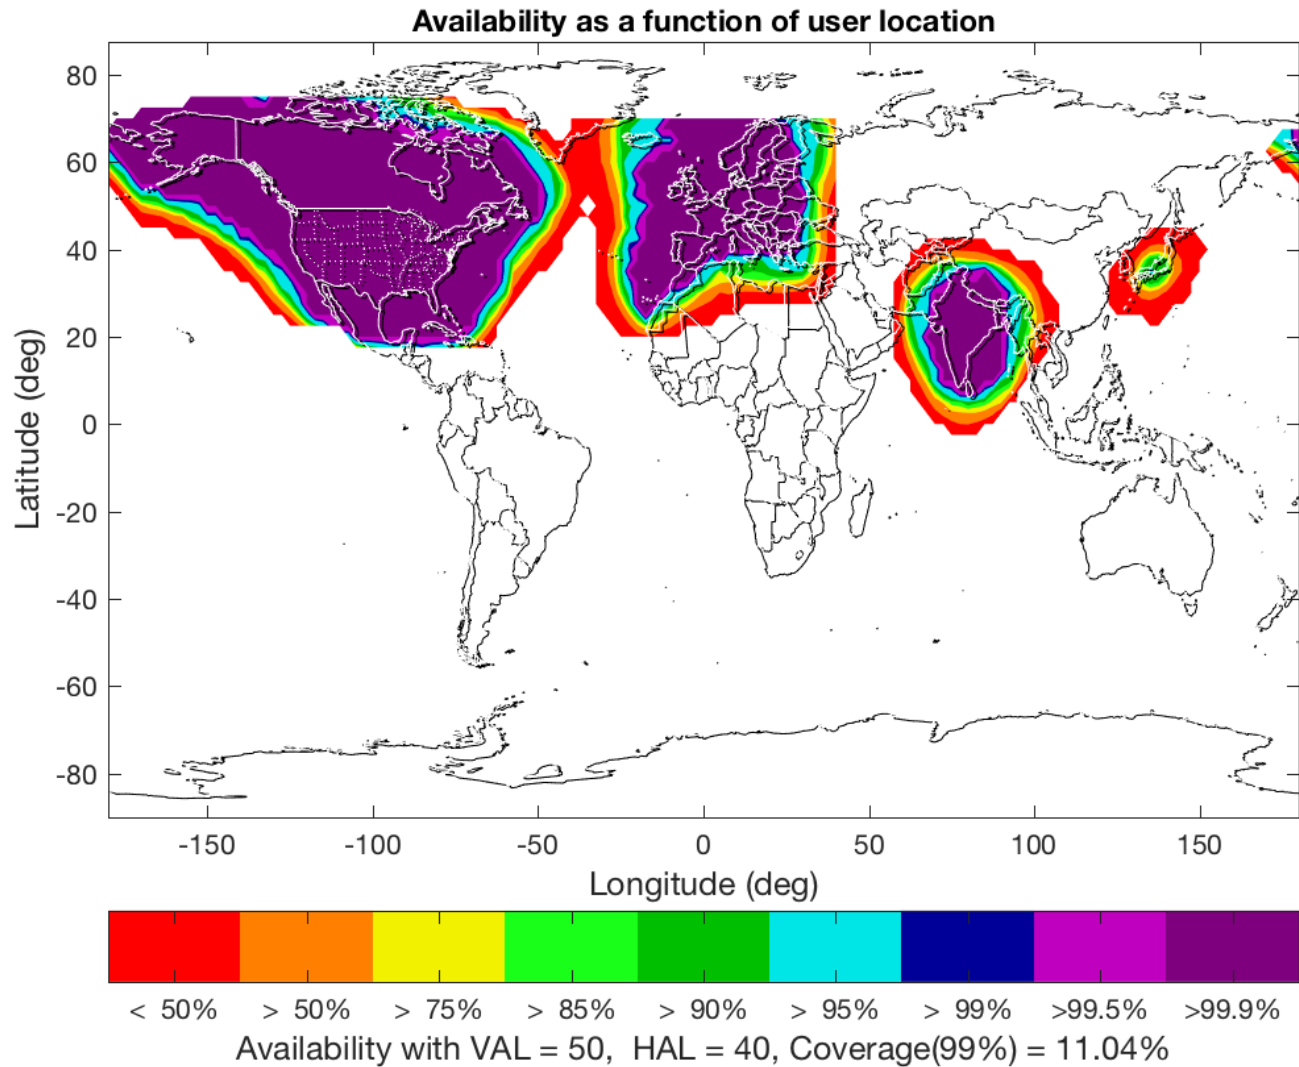 Availability as a function of user location
80
60
40
20
0
-20
-40
-60
-80
Latitude (deg)
-150 -100 -50 0 50 100 150
Longitude (deg)
< 50% > 50% > 75% > 85% > 90% > 95% > 99% >99.5% >99.9%
Availability with VAL = 50, HAL = 40, Coverage(99%) = 11.04%